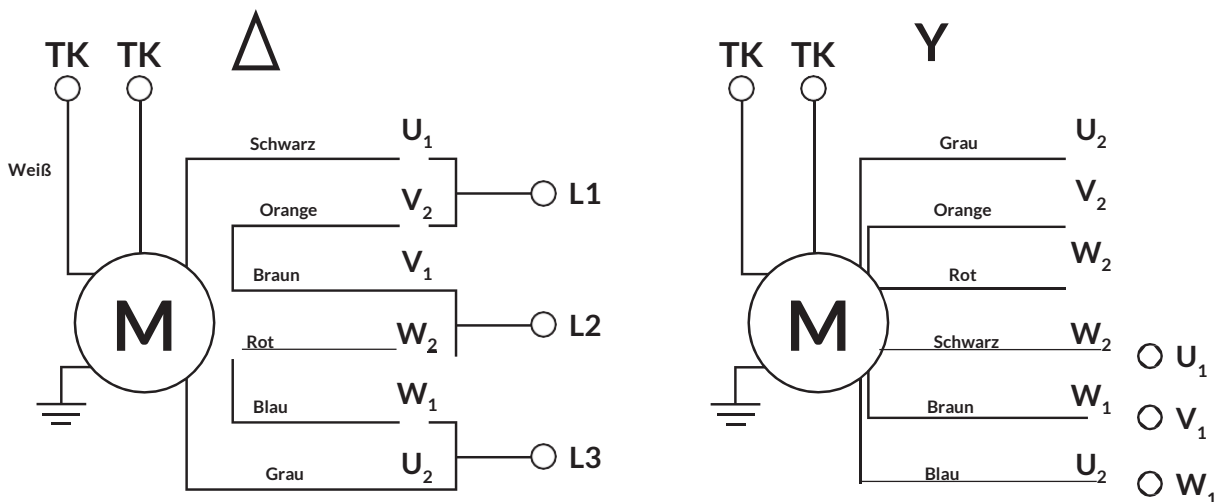 TK TK Δ
Weiß
Schwarz U1
L1
Orange V2
Braun V1
L2
Rot W2
Blau W1
L3
Grau U2
M
TK TK Y
Grau U2
Orange V2
Rot W2
M
Schwarz W2 U1
Braun W1 V1
Blau U2 W1